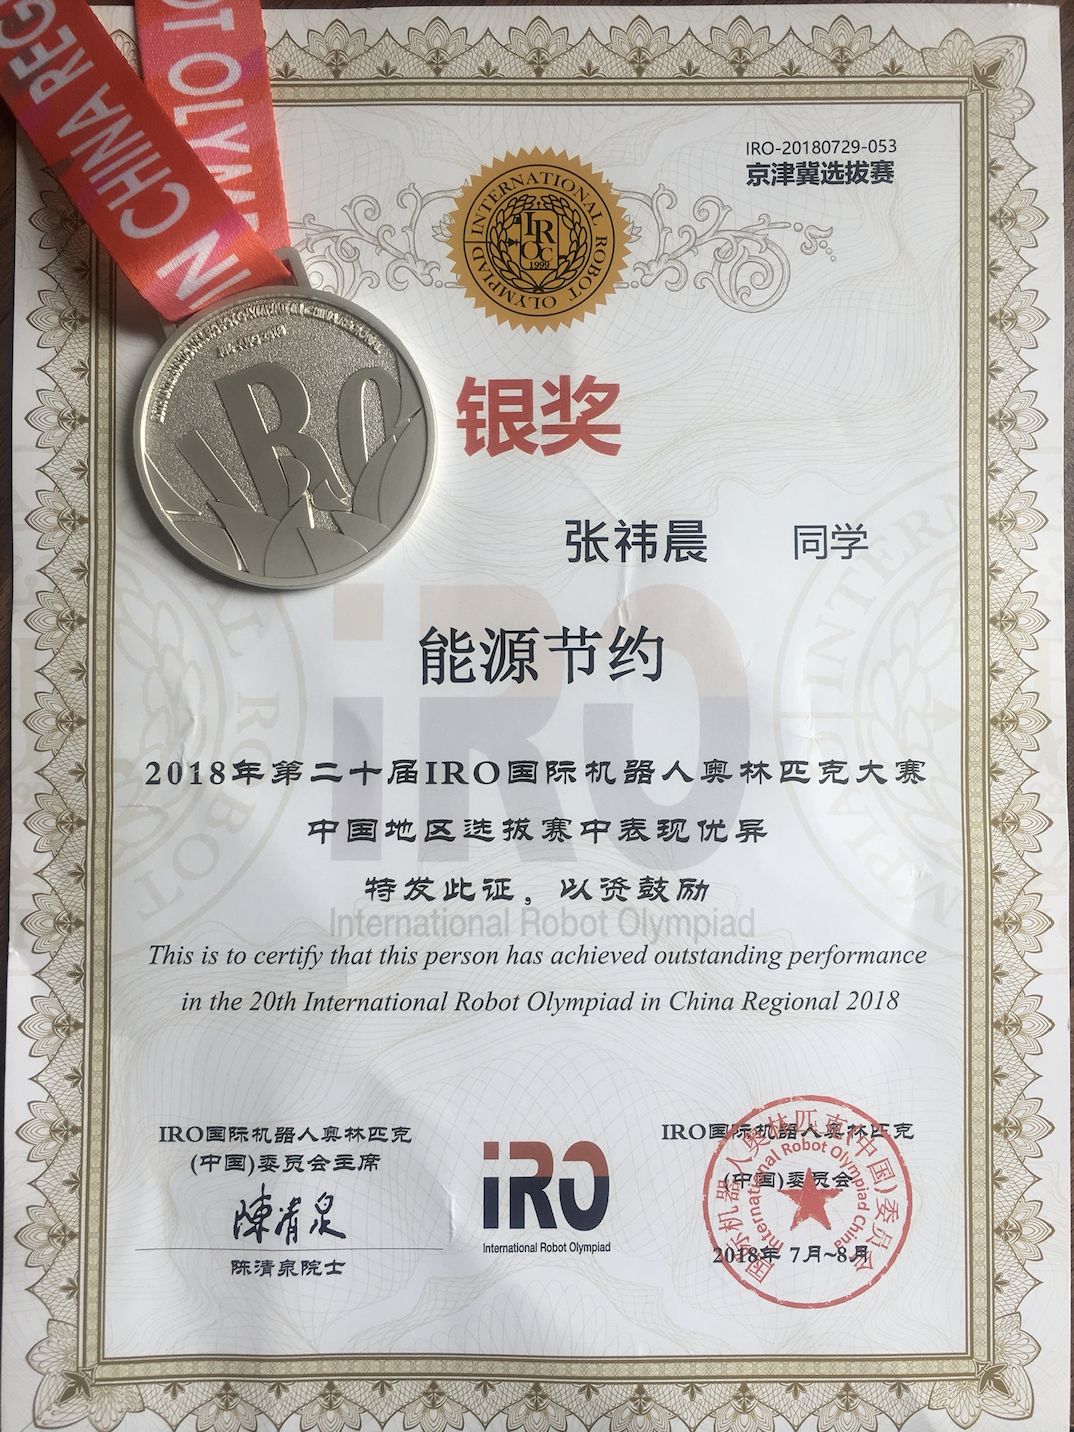 IRO-20180729-053
京津冀选拔赛
CHINA REG
OT OLYM
IN CHINA
IN
INTERNATIONAL ROBOT OLYMPIAD
IROC
1999
IRO
银奖
张祎晨 同学
能源节约
2018年第二十届IRO国际机器人奥林匹克大赛
中国地区选拔赛中表现优异
特发此证，以资鼓励
International Robot Olympiad
This is to certify that this person has achieved outstanding performance
in the 20th International Robot Olympiad in China Regional 2018
IRO国际机器人奥林匹克
(中国)委员会主席
陈清泉
陈清泉院士
iRO
International Robot Olympiad
IRO国际机器人奥林匹克
(中国)委员会
2018年 7月~8月
国际机器人奥林匹克(中国)委员会
International Robot Olympiad China